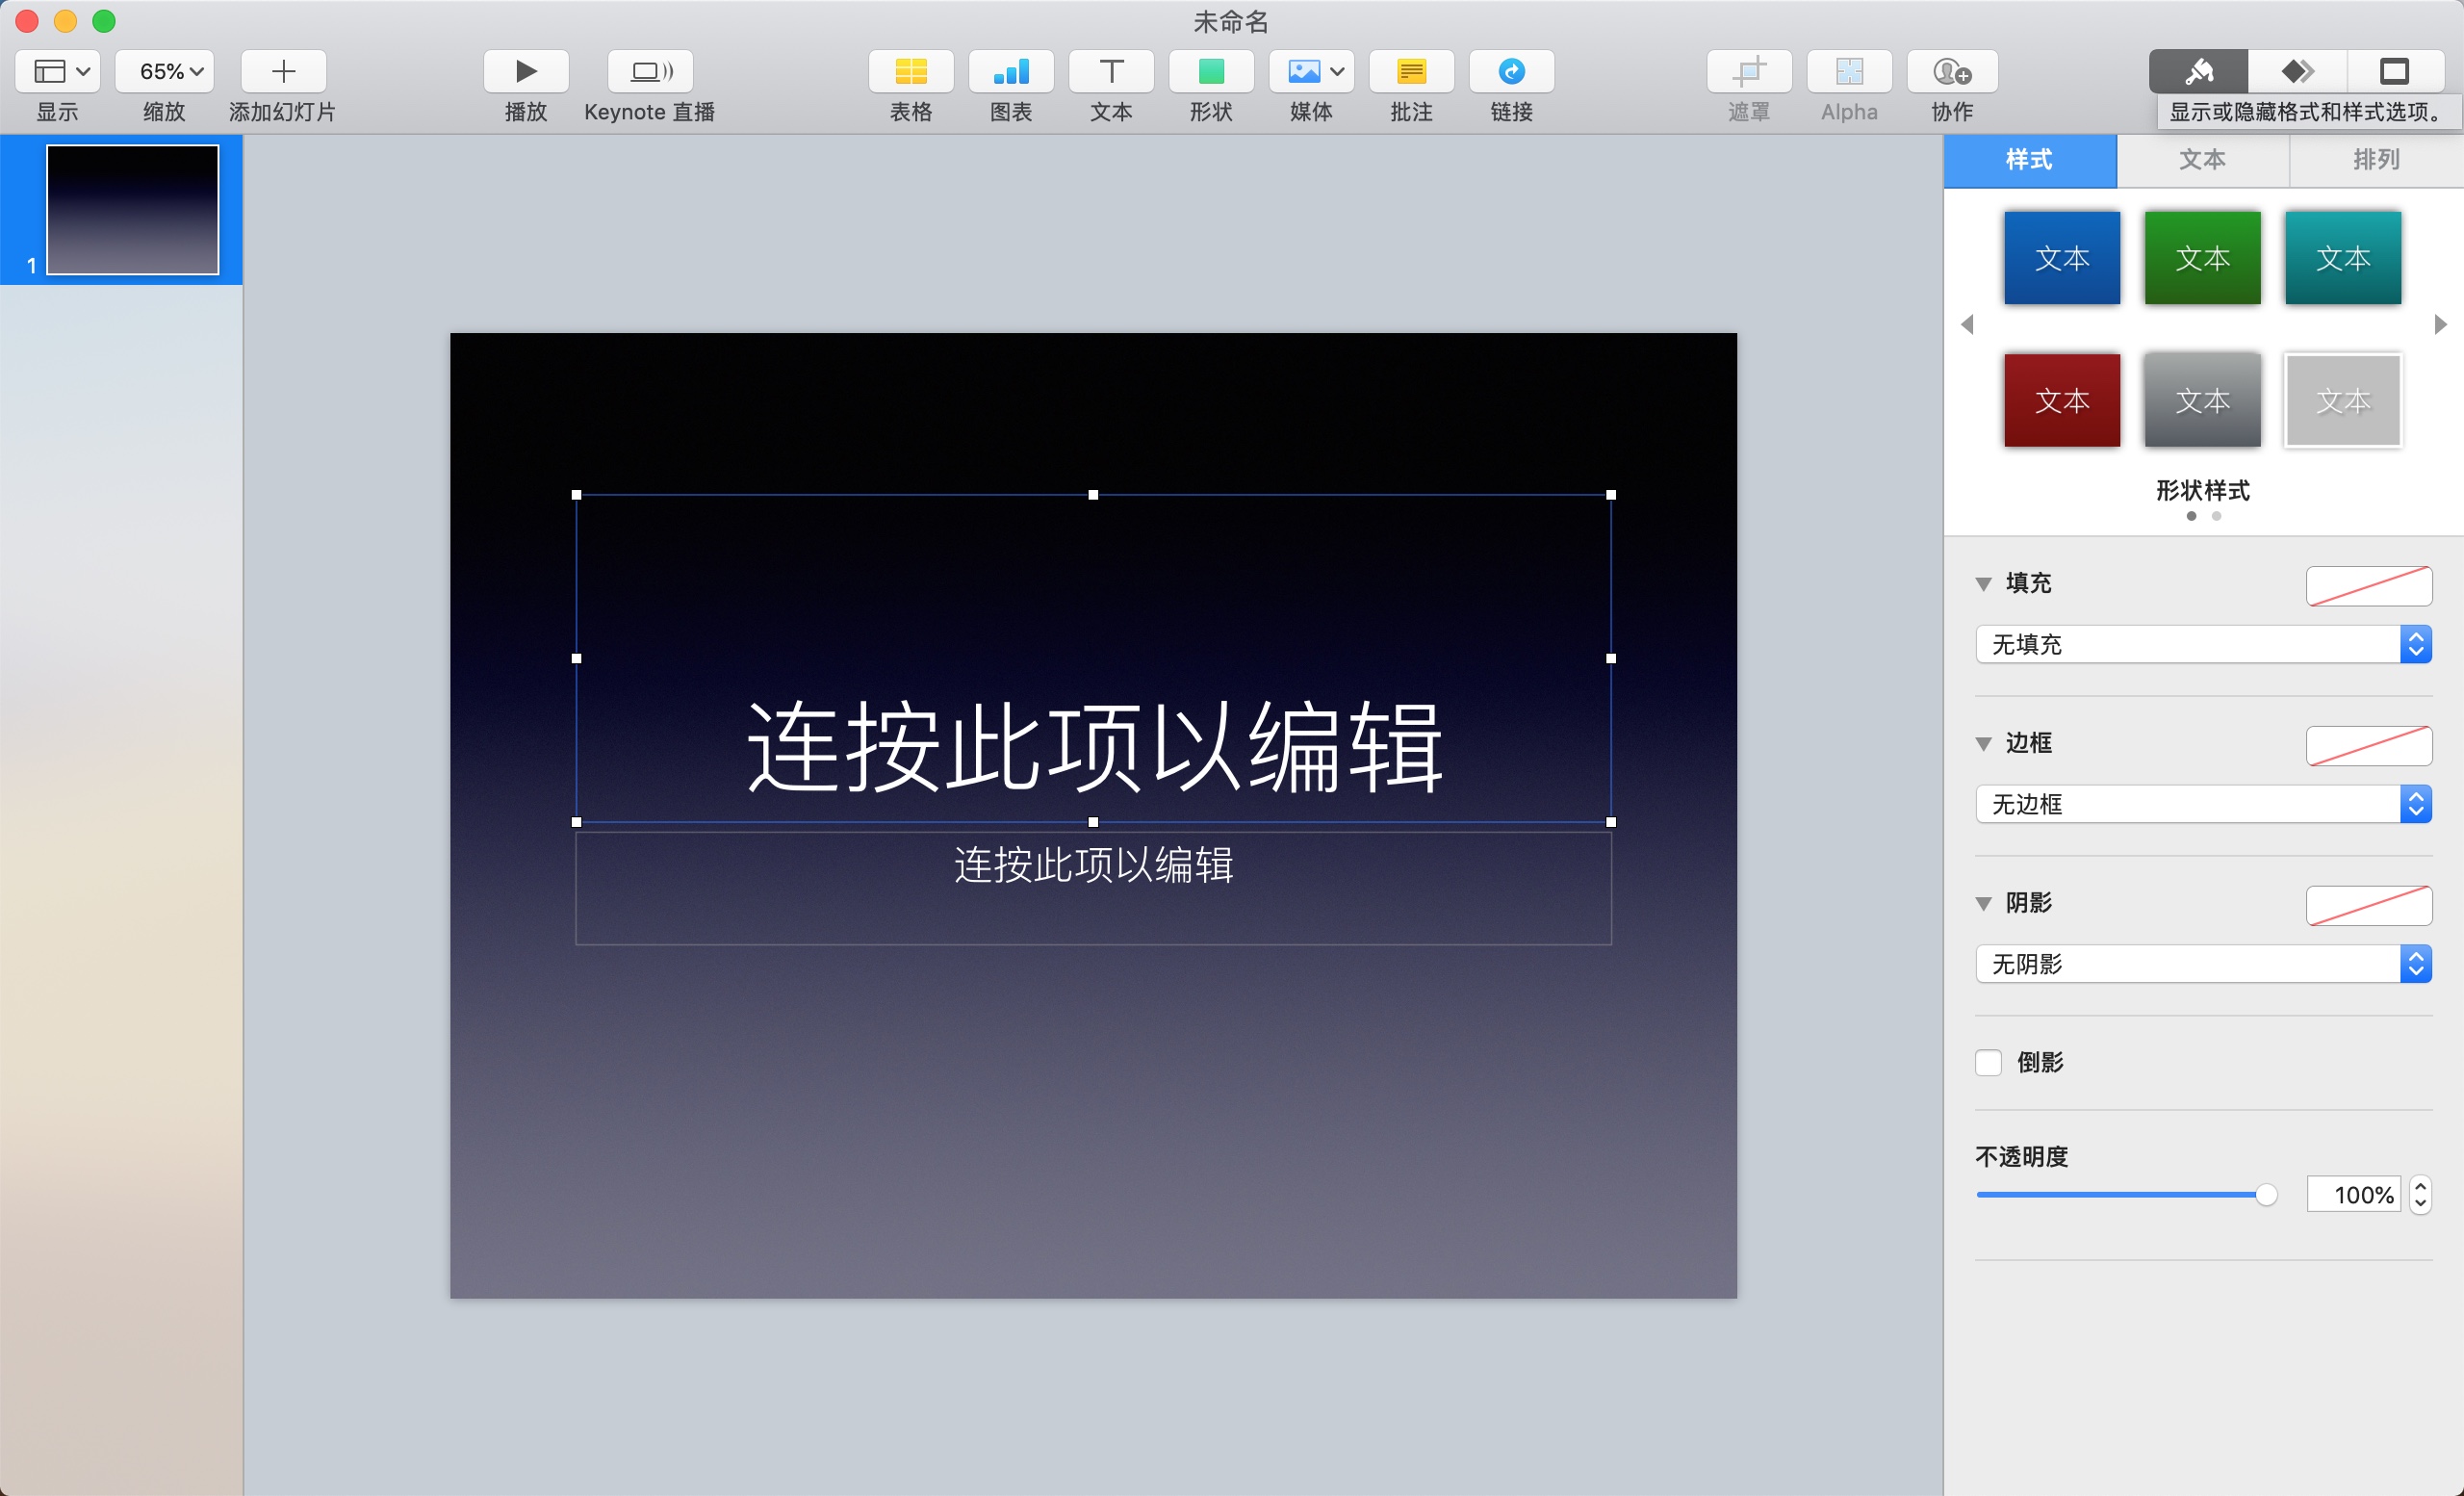 未命名
65%
显示
缩放
添加幻灯片
播放
Keynote 直播
表格
图表
文本
形状
媒体
批注
链接
遮罩
Alpha
协作
显示或隐藏格式和样式选项。
1
连按此项以编辑
连按此项以编辑
样式
文本
排列
文本 文本 文本
文本 文本 文本
形状样式
填充
无填充
边框
无边框
阴影
无阴影
倒影
不透明度
100%